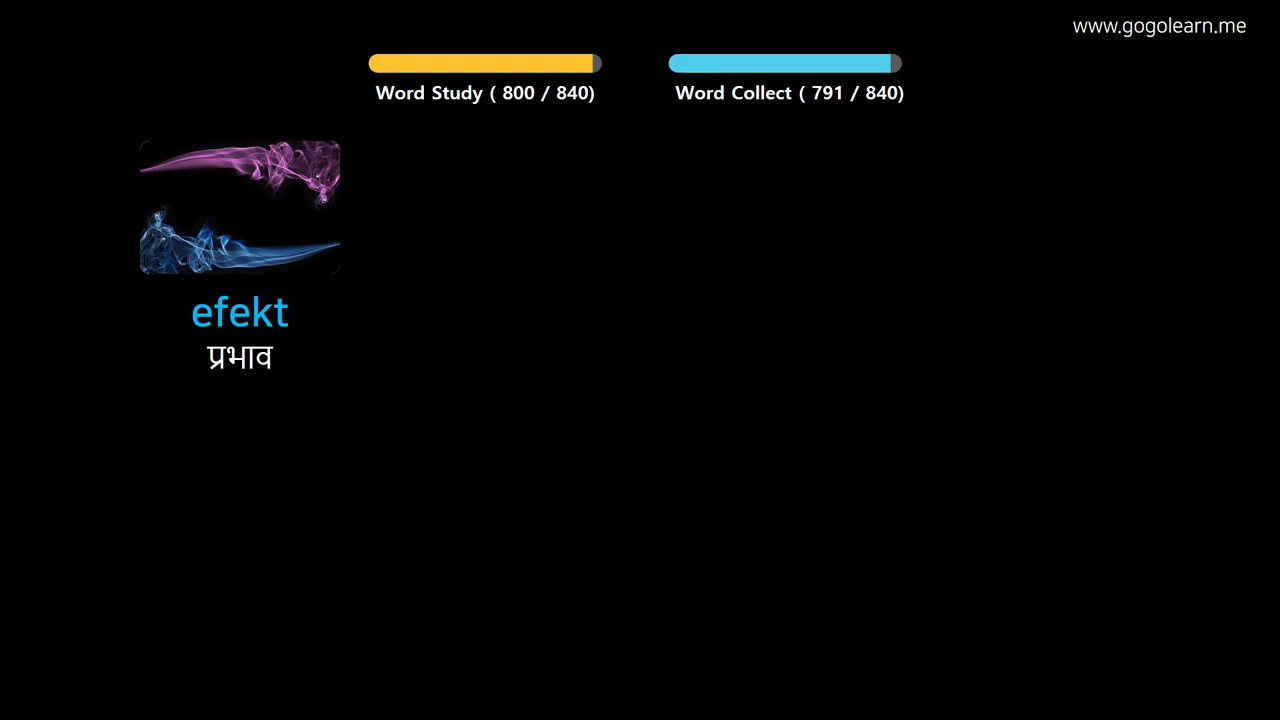 www.gogolearn.me
Word Study ( 800 / 840)
Word Collect ( 791 / 840)
efekt
प्रभाव